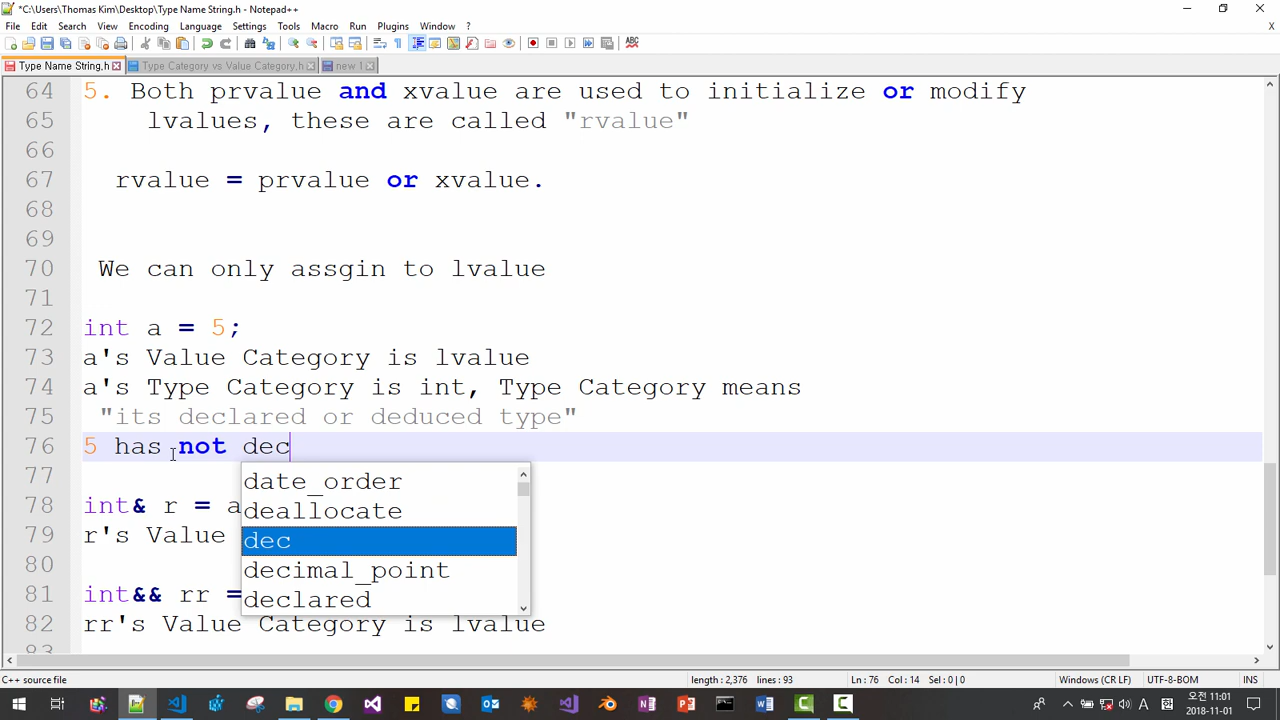 *C:\Users\Thomas Kim\Desktop\Type Name String.h - Notepad++
File Edit Search View Encoding Language Settings Tools Macro Run Plugins Window ?
X
Type Name String.h Type Category vs Value Category.h new 1
64 5. Both prvalue and xvalue are used to initialize or modify
65 lvalues, these are called "rvalue"
66
67 rvalue = prvalue or xvalue.
68
69
70 We can only assgin to lvalue
71
72 int a = 5;
73 a's Value Category is lvalue
74 a's Type Category is int, Type Category means
75 "its declared or deduced type"
76 5 has not dec
77
date_order
78 int& r = a
deallocate
79 r's Value
dec
80
decimal_point
81 int&& rr =
declared
82 rr's Value Category is lvalue
83
C++ source file length : 2,376 lines : 93 Ln : 76 Col : 14 Sel : 0 | 0 Windows (CR LF) UTF-8-BOM INS
오전 11:01
2018-11-01